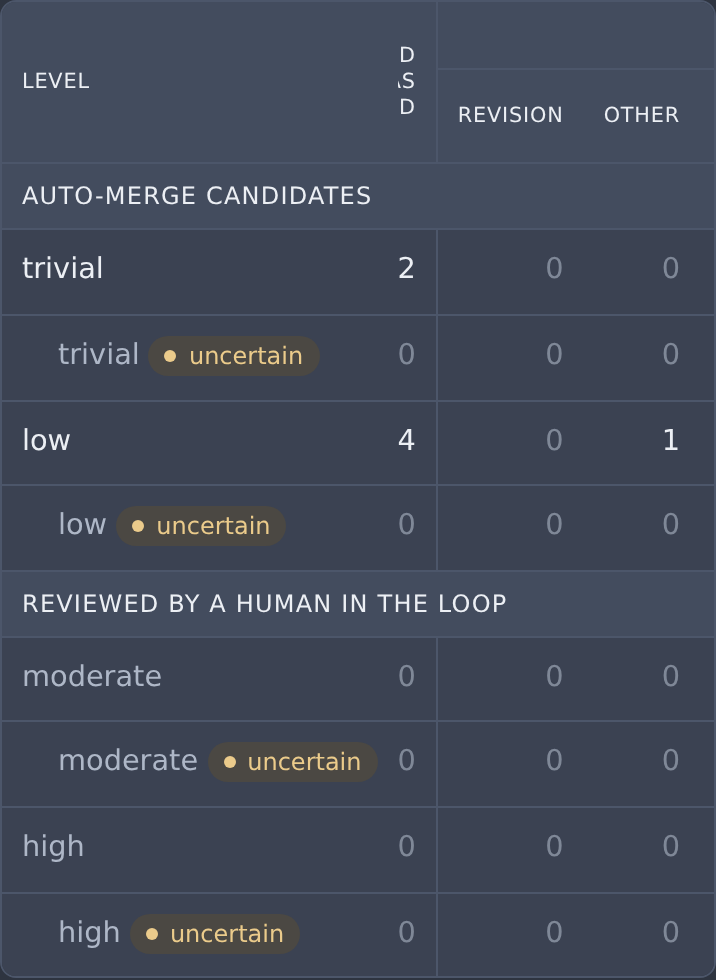 LEVEL
D
S
D
REVISION OTHER
AUTO-MERGE CANDIDATES
trivial 2 0 0
trivial uncertain 0 0 0
low 4 0 1
low uncertain 0 0 0
REVIEWED BY A HUMAN IN THE LOOP
moderate 0 0 0
moderate uncertain 0 0 0
high 0 0 0
high uncertain 0 0 0